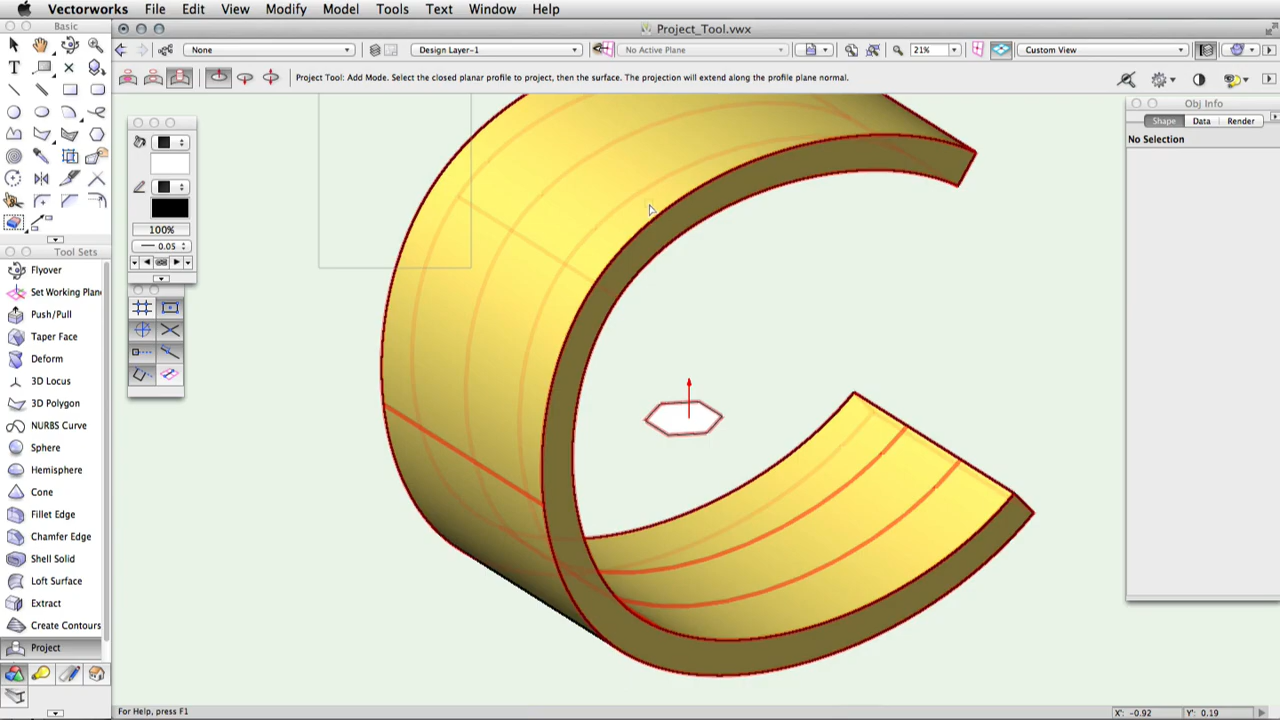 Vectorworks File Edit View Modify Model Tools Text Window Help
Basic
Project_Tool.vwx
None
Design Layer-1
No Active Plane
21%
Custom View
Project Tool: Add Mode. Select the closed planar profile to project, then the surface. The projection will extend along the profile plane normal.
Obj Info
Shape Data Render
No Selection
100%
0.05
Tool Sets
Flyover
Set Working Plan
Push/Pull
Taper Face
Deform
3D Locus
3D Polygon
NURBS Curve
Sphere
Hemisphere
Cone
Fillet Edge
Chamfer Edge
Shell Solid
Loft Surface
Extract
Create Contours
Project
For Help, press F1
X': -0.92 Y': 0.19